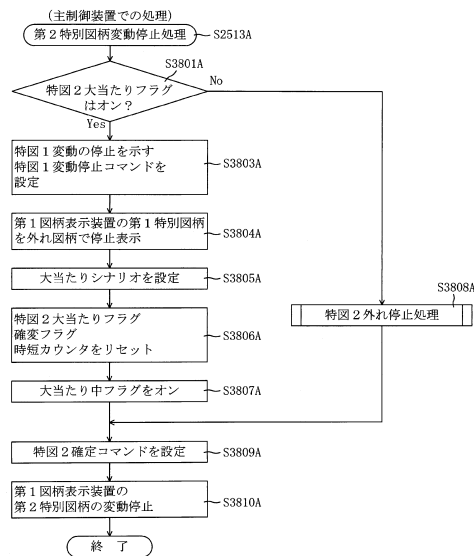 (主制御装置での処理)
第2特別図柄変動停止処理
S2513A
S3801A
特図2大当たりフラグ
はオン?
No
Yes
特図1変動の停止を示す
特図1変動停止コマンドを
設定
S3803A
第1図柄表示装置の第1特別図柄
を外れ図柄で停止表示
S3804A
大当たりシナリオを設定
S3805A
S3808A
特図2外れ停止処理
特図2大当たりフラグ
確変フラグ
時短カウンタをリセット
S3806A
大当たり中フラグをオン
S3807A
特図2確定コマンドを設定
S3809A
第1図柄表示装置の
第2特別図柄の変動停止
S3810A
終 了